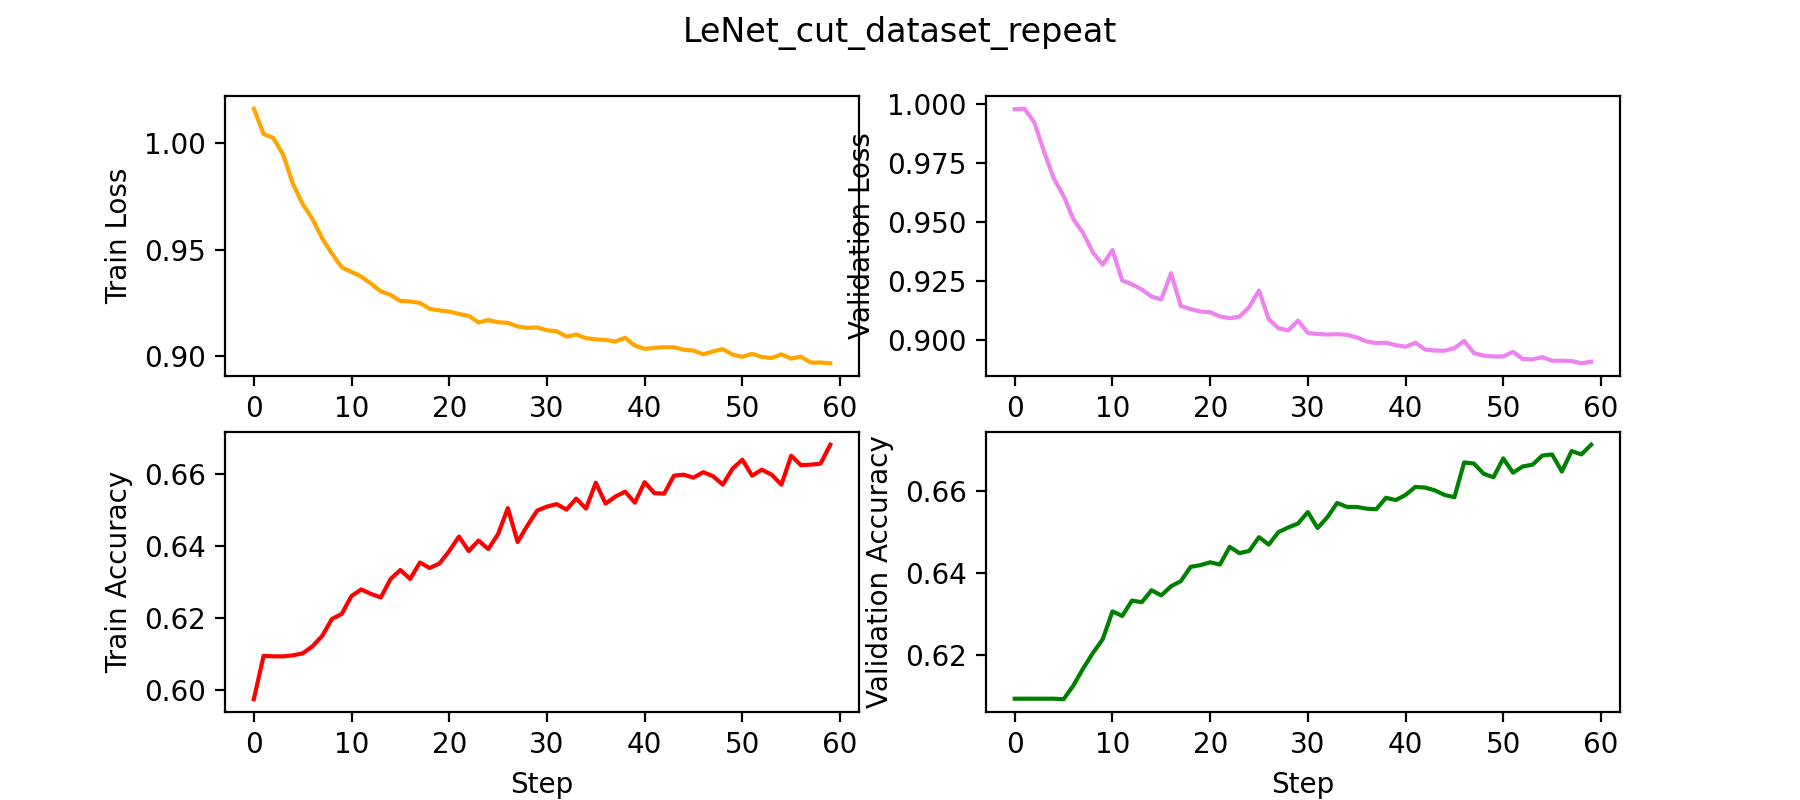 LeNet_cut_dataset_repeat
Train Loss
1.00
0.95
0.90
0 10 20 30 40 50 60
Validation Loss
1.000
0.975
0.950
0.925
0.900
0 10 20 30 40 50 60
Train Accuracy
0.66
0.64
0.62
0.60
0 10 20 30 40 50 60
Step
Validation Accuracy
0.66
0.64
0.62
0 10 20 30 40 50 60
Step